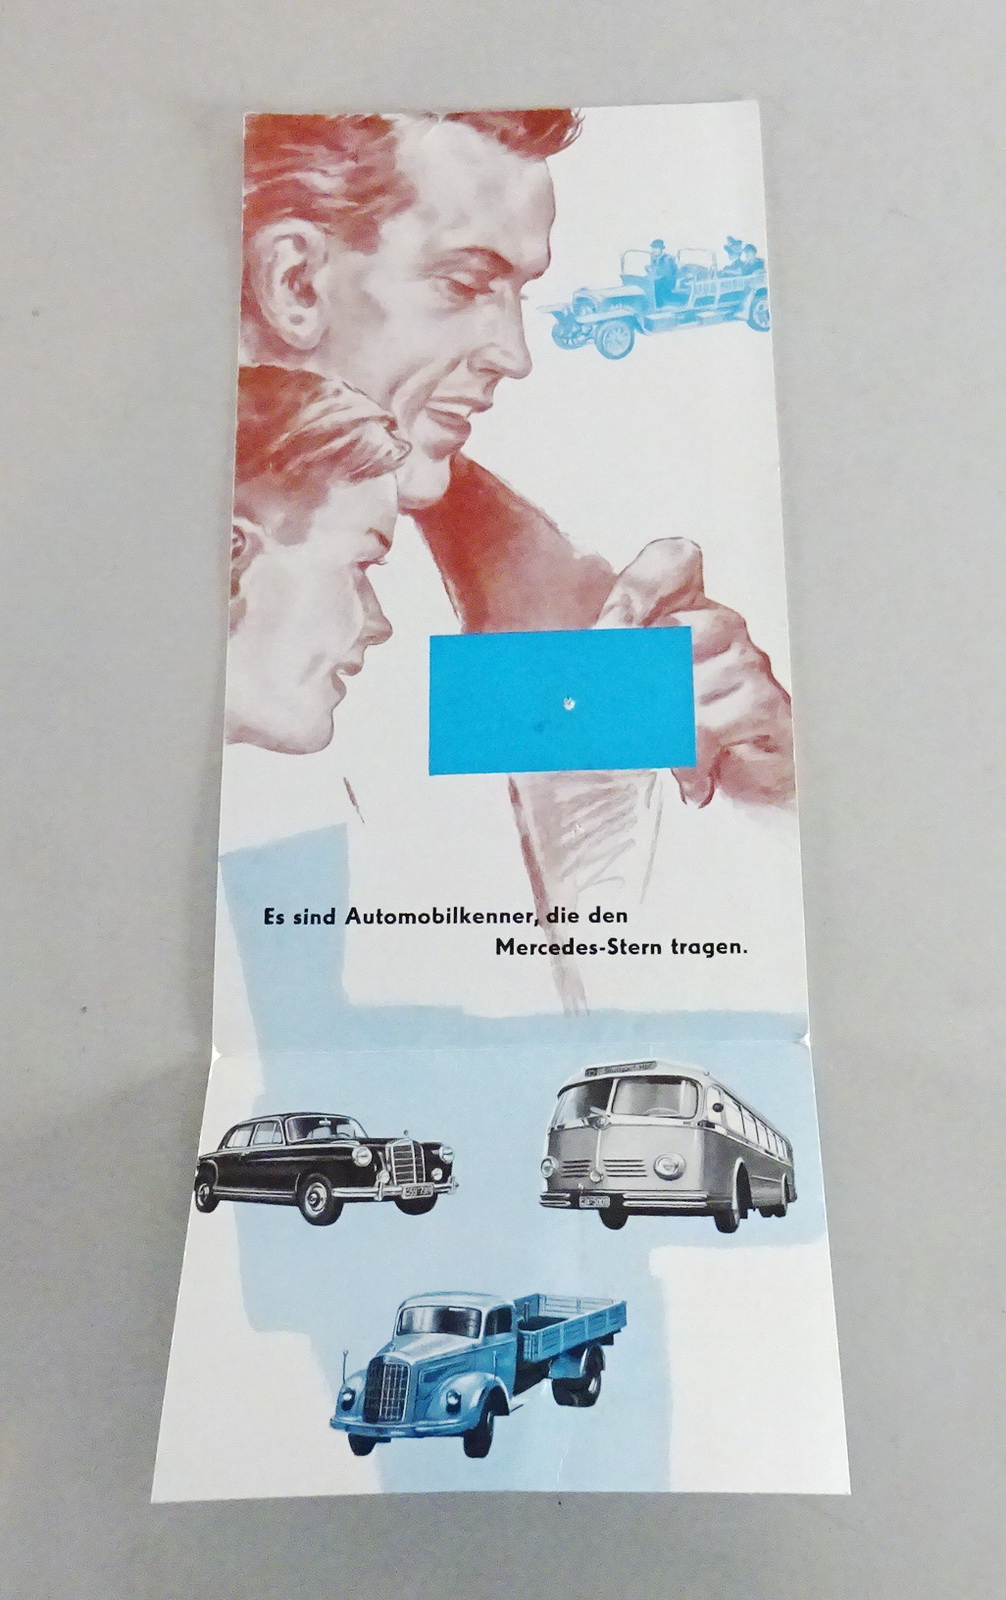 Es sind Automobilkenner, die den
Mercedes-Stern tragen.